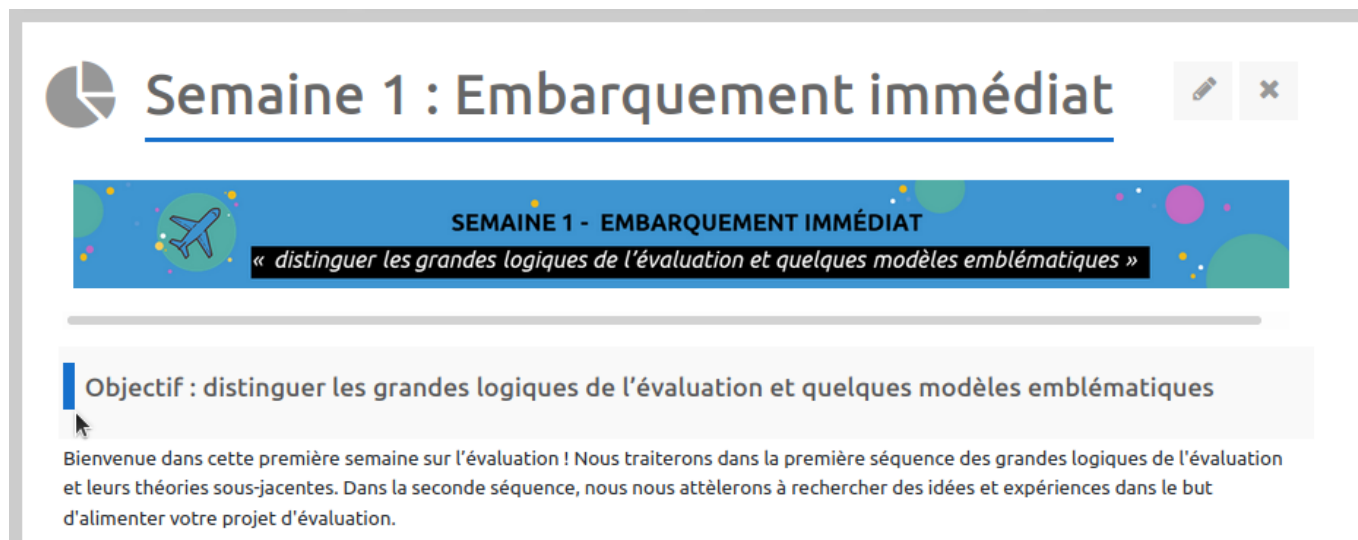 Semaine 1 : Embarquement immédiat
SEMAINE 1 - EMBARQUEMENT IMMÉDIAT
« distinguer les grandes logiques de l’évaluation et quelques modèles emblématiques »
Objectif : distinguer les grandes logiques de l’évaluation et quelques modèles emblématiques
Bienvenue dans cette première semaine sur l’évaluation ! Nous traiterons dans la première séquence des grandes logiques de l'évaluation
et leurs théories sous-jacentes. Dans la seconde séquence, nous nous attèlerons à rechercher des idées et expériences dans le but
d'alimenter votre projet d'évaluation.